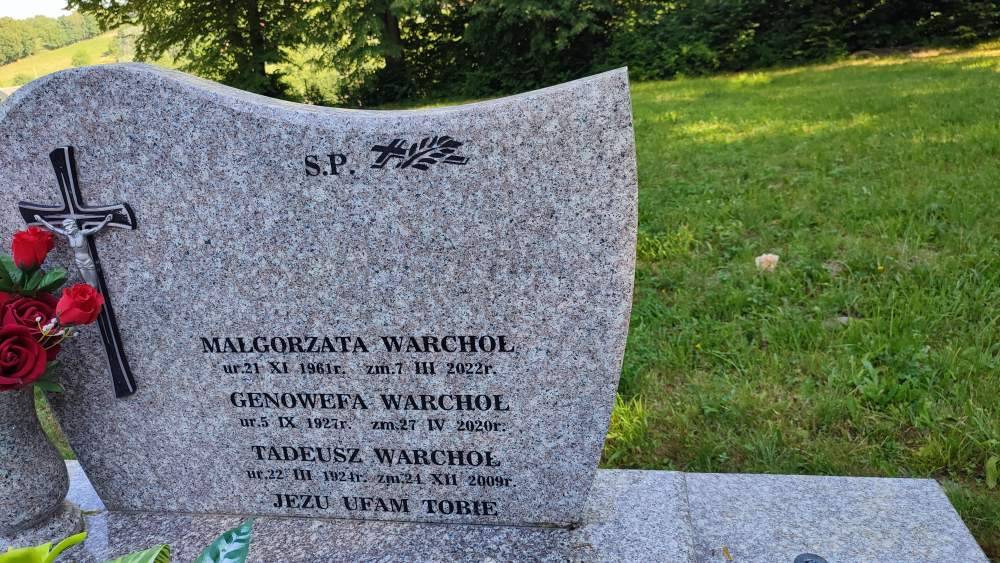 S.P.
MAŁGORZATA WARCHOŁ
ur.21 XI 1961r. zm.7 III 2022r.
GENOWEFA WARCHOŁ
ur.5 IX 1927r. zm.27 IV 2020r.
TADEUSZ WARCHOŁ
ur.22 III 1924r. zm.24 XII 2009r.
JEZU UFAM TOBIE